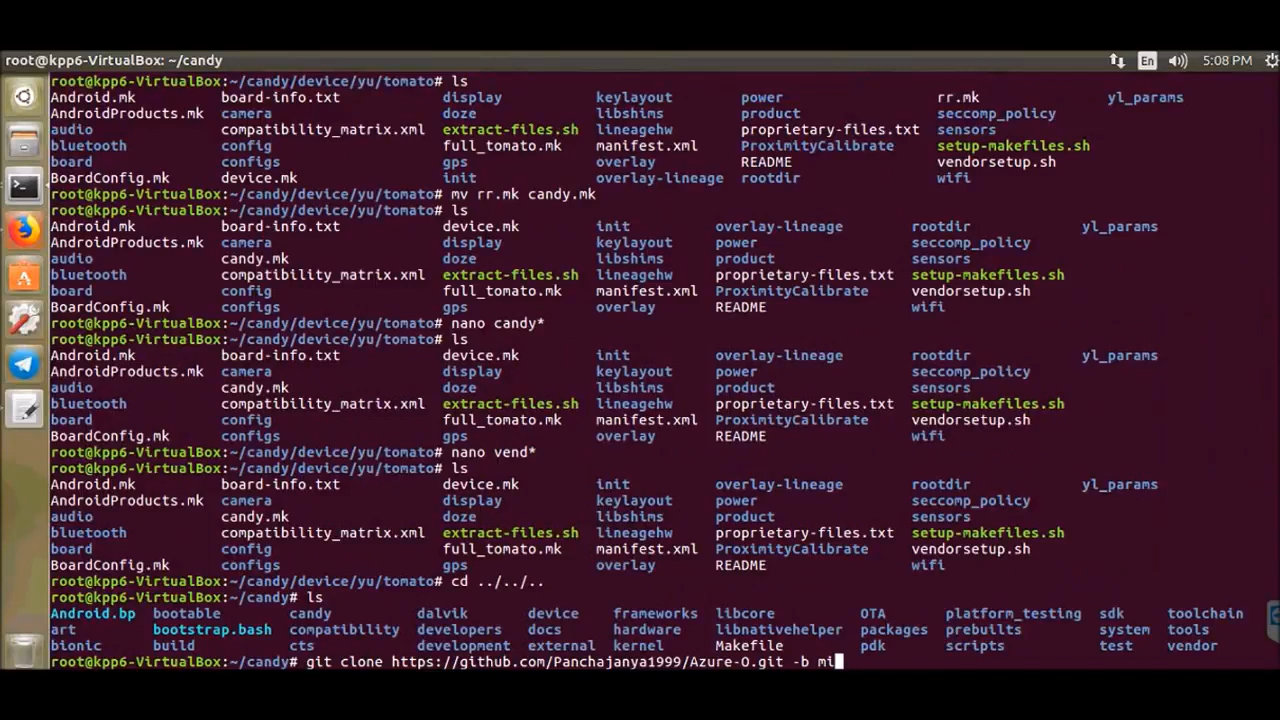 root@kpp6-VirtualBox: ~/candy En 5:08 PM
root@kpp6-VirtualBox:~/candy/device/yu/tomato# ls
Android.mk board-info.txt display keylayout power rr.mk yl_params
AndroidProducts.mk camera doze libshims product seccomp_policy
audio compatibility_matrix.xml extract-files.sh lineagehw proprietary-files.txt sensors
bluetooth config full_tomato.mk manifest.xml ProximityCalibrate setup-makefiles.sh
board configs gps overlay README vendorsetup.sh
BoardConfig.mk device.mk init overlay-lineage rootdir wifi
root@kpp6-VirtualBox:~/candy/device/yu/tomato# mv rr.mk candy.mk
root@kpp6-VirtualBox:~/candy/device/yu/tomato# ls
Android.mk board-info.txt device.mk init overlay-lineage rootdir yl_params
AndroidProducts.mk camera display keylayout power seccomp_policy
audio candy.mk doze libshims product sensors
bluetooth compatibility_matrix.xml extract-files.sh lineagehw proprietary-files.txt setup-makefiles.sh
board config full_tomato.mk manifest.xml ProximityCalibrate vendorsetup.sh
BoardConfig.mk configs gps overlay README wifi
root@kpp6-VirtualBox:~/candy/device/yu/tomato# nano candy*
root@kpp6-VirtualBox:~/candy/device/yu/tomato# ls
Android.mk board-info.txt device.mk init overlay-lineage rootdir yl_params
AndroidProducts.mk camera display keylayout power seccomp_policy
audio candy.mk doze libshims product sensors
bluetooth compatibility_matrix.xml extract-files.sh lineagehw proprietary-files.txt setup-makefiles.sh
board config full_tomato.mk manifest.xml ProximityCalibrate vendorsetup.sh
BoardConfig.mk configs gps overlay README wifi
root@kpp6-VirtualBox:~/candy/device/yu/tomato# nano vend*
root@kpp6-VirtualBox:~/candy/device/yu/tomato# ls
Android.mk board-info.txt device.mk init overlay-lineage rootdir yl_params
AndroidProducts.mk camera display keylayout power seccomp_policy
audio candy.mk doze libshims product sensors
bluetooth compatibility_matrix.xml extract-files.sh lineagehw proprietary-files.txt setup-makefiles.sh
board config full_tomato.mk manifest.xml ProximityCalibrate vendorsetup.sh
BoardConfig.mk configs gps overlay README wifi
root@kpp6-VirtualBox:~/candy/device/yu/tomato# cd ../../..
root@kpp6-VirtualBox:~/candy# ls
Android.bp bootable candy dalvik device frameworks libcore OTA platform_testing sdk toolchain
art bootstrap.bash compatibility developers docs hardware libnativehelper packages prebuilts system tools
bionic build cts development external kernel Makefile pdk scripts test vendor
root@kpp6-VirtualBox:~/candy# git clone https://github.com/Panchajanya1999/Azure-O.git -b mi